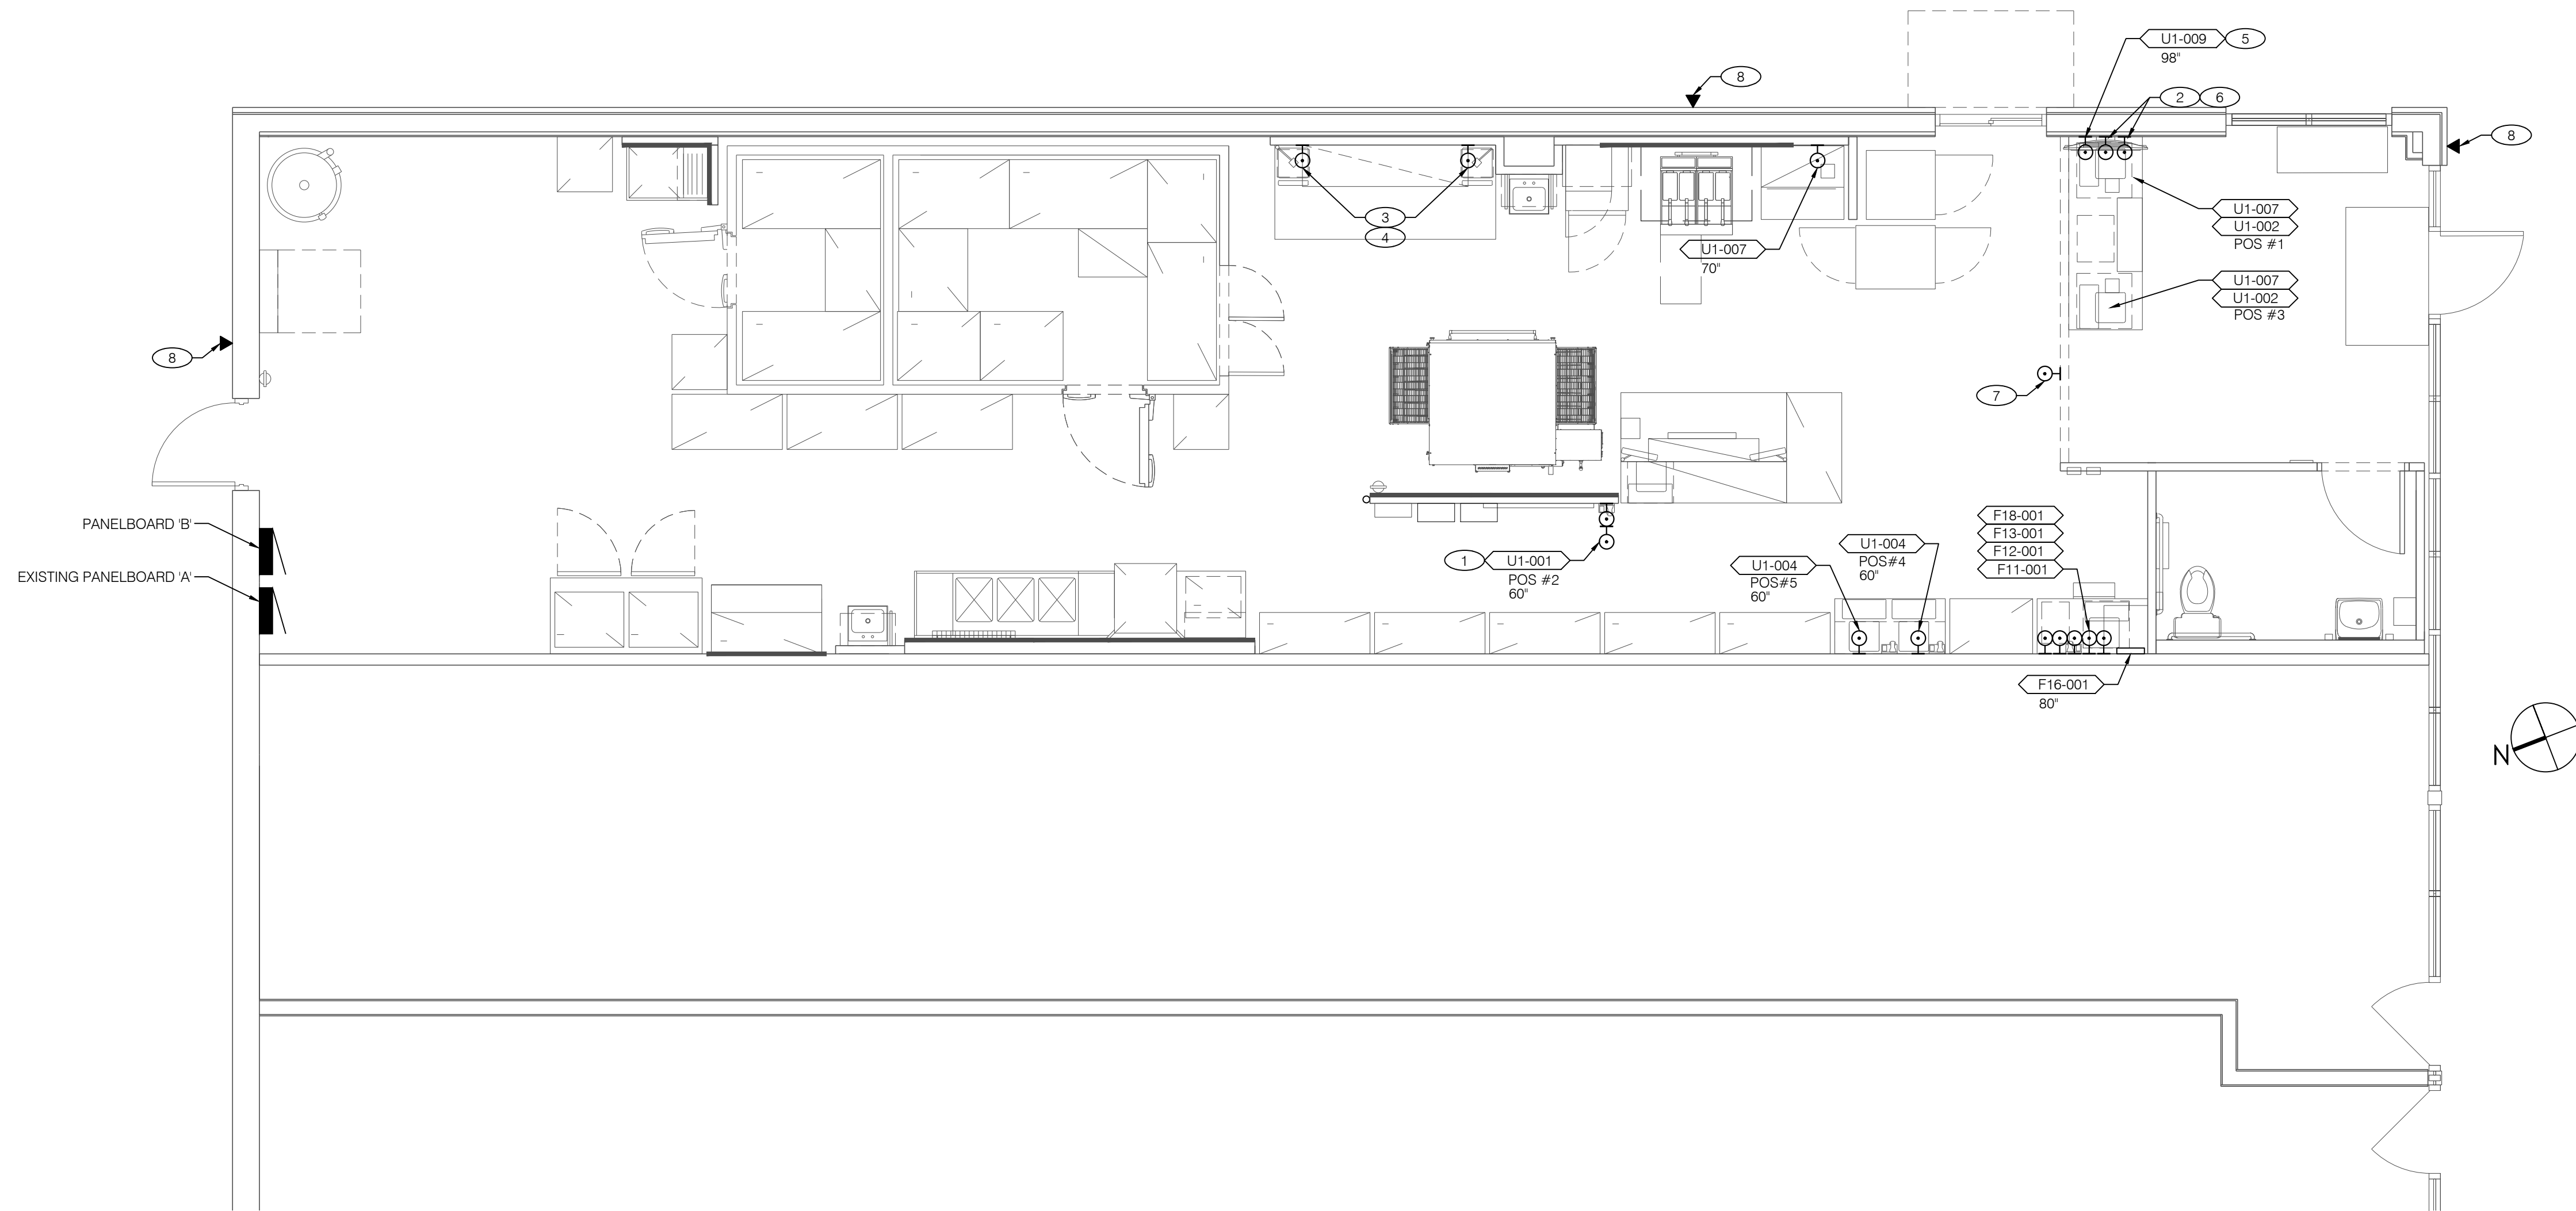 U1-009 5
98"
8
2 6
8
3
4
U1-007
70"
U1-007
U1-002
POS #1
U1-007
U1-002
POS #3
8
7
PANELBOARD 'B'
EXISTING PANELBOARD 'A'
1 U1-001
POS #2
60"
U1-004
POS#5
60"
U1-004
POS#4
60"
F18-001
F13-001
F12-001
F11-001
F16-001
80"
N